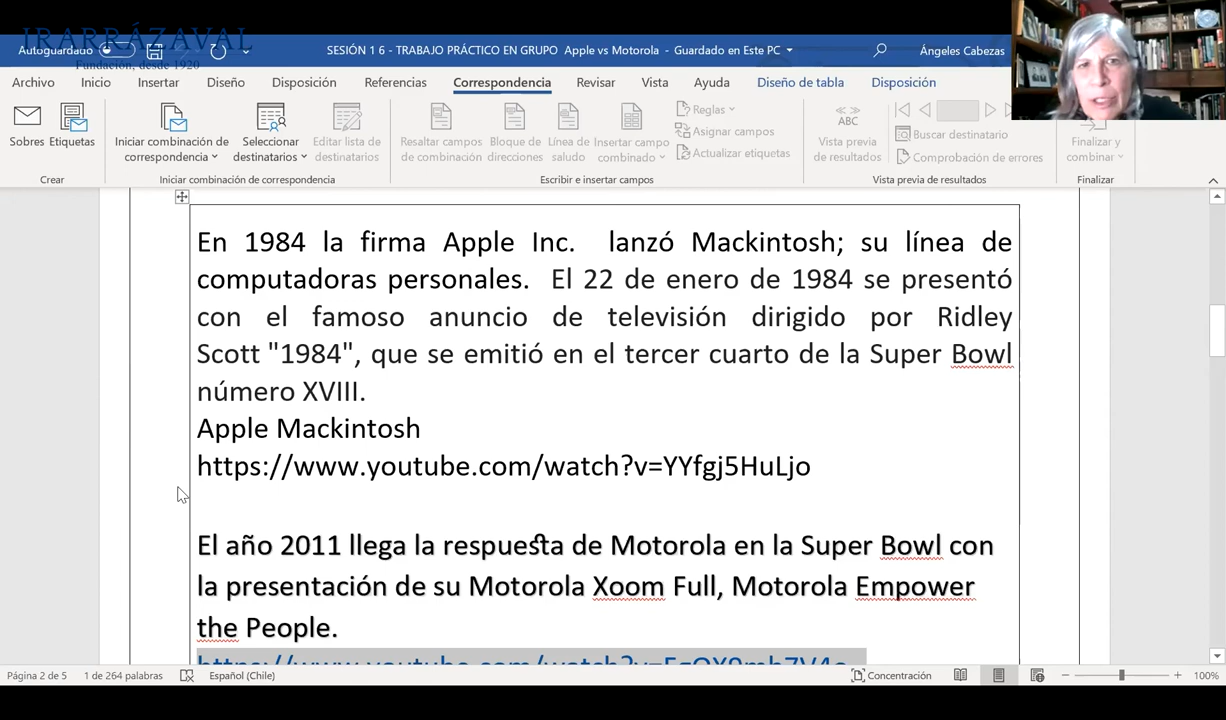 IRARRÁZAVAL
Fundación, desde 1920
Autoguardado
SESIÓN 1 6 - TRABAJO PRÁCTICO EN GRUPO Apple vs Motorola - Guardado en Este PC
Ángeles Cabezas
Archivo Inicio Insertar Diseño Disposición Referencias Correspondencia Revisar Vista Ayuda Diseño de tabla Disposición
Sobres Etiquetas
Iniciar combinación de correspondencia
Seleccionar destinatarios
Editar lista de destinatarios
Resaltar campos de combinación
Bloque de direcciones
Línea de saludo
Insertar campo combinado
Reglas
Asignar campos
Actualizar etiquetas
ABC
Vista previa de resultados
Buscar destinatario
Comprobación de errores
Finalizar y combinar
Crear Iniciar combinación de correspondencia Escribir e insertar campos Vista previa de resultados Finalizar
En 1984 la firma Apple Inc. lanzó Mackintosh; su línea de
computadoras personales. El 22 de enero de 1984 se presentó
con el famoso anuncio de televisión dirigido por Ridley
Scott "1984", que se emitió en el tercer cuarto de la Super Bowl
número XVIII.
Apple Mackintosh
https://www.youtube.com/watch?v=YYfgj5HuLjo
El año 2011 llega la respuesta de Motorola en la Super Bowl con
la presentación de su Motorola Xoom Full, Motorola Empower
the People.
Página 2 de 5 1 de 264 palabras Español (Chile) Concentración 100%